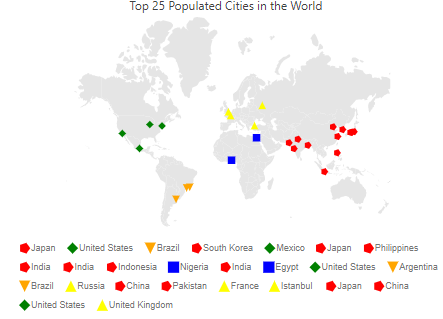 Top 25 Populated Cities in the World
Japan United States Brazil South Korea Mexico Japan Philippines
India India Indonesia Nigeria India Egypt United States Argentina
Brazil Russia China Pakistan France Istanbul Japan China
United States United Kingdom